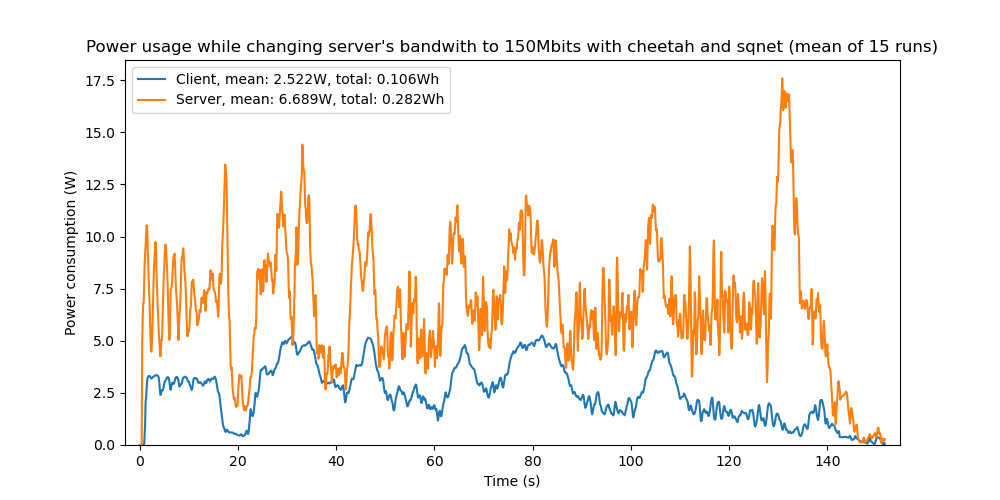 Power usage while changing server's bandwith to 150Mbits with cheetah and sqnet (mean of 15 runs)
Client, mean: 2.522W, total: 0.106Wh
Server, mean: 6.689W, total: 0.282Wh
Power consumption (W)
17.5
15.0
12.5
10.0
7.5
5.0
2.5
0.0
0 20 40 60 80 100 120 140
Time (s)